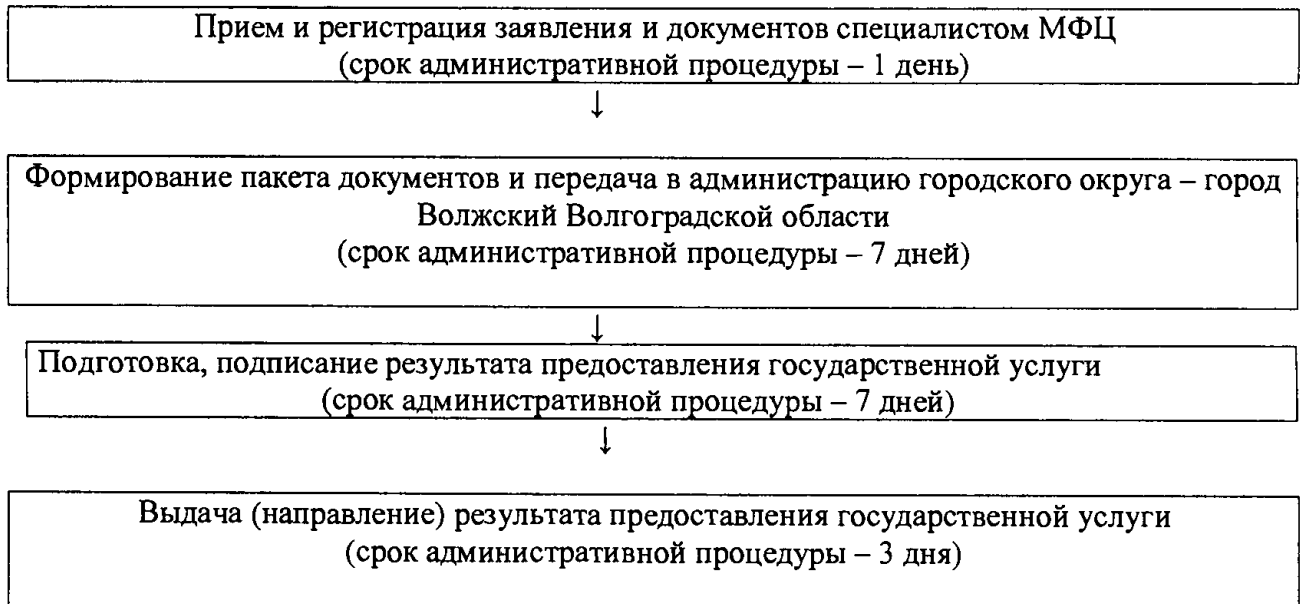 Прием и регистрация заявления и документов специалистом МФЦ
(срок административной процедуры – 1 день)
↓
Формирование пакета документов и передача в администрацию городского округа – город
Волжский Волгоградской области
(срок административной процедуры – 7 дней)
↓
Подготовка, подписание результата предоставления государственной услуги
(срок административной процедуры – 7 дней)
↓
Выдача (направление) результата предоставления государственной услуги
(срок административной процедуры – 3 дня)